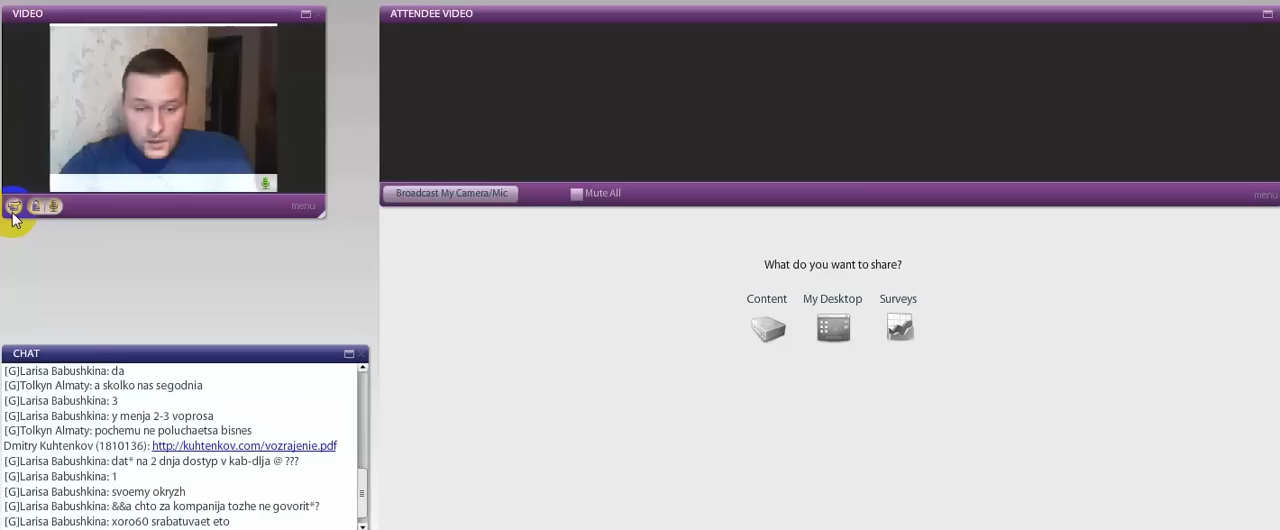 VIDEO
menu
ATTENDEE VIDEO
Broadcast My Camera/Mic
Mute All
menu
What do you want to share?
Content
My Desktop
Surveys
CHAT
[G]Larisa Babushkina: da
[G]Tolkyn Almaty: a skolko nas segodnia
[G]Larisa Babushkina: 3
[G]Larisa Babushkina: y menja 2-3 voprosa
[G]Tolkyn Almaty: pochemu ne poluchaetsa bisnes
Dmitry Kuhtenkov (1810136): http://kuhtenkov.com/vozrajenie.pdf
[G]Larisa Babushkina: dat* na 2 dnja dostyp v kab-dlja @ ???
[G]Larisa Babushkina: 1
[G]Larisa Babushkina: svoemy okryzh
[G]Larisa Babushkina: &&a chto za kompanija tozhe ne govorit*?
[G]Larisa Babushkina: xoro60 srabatuvaet eto